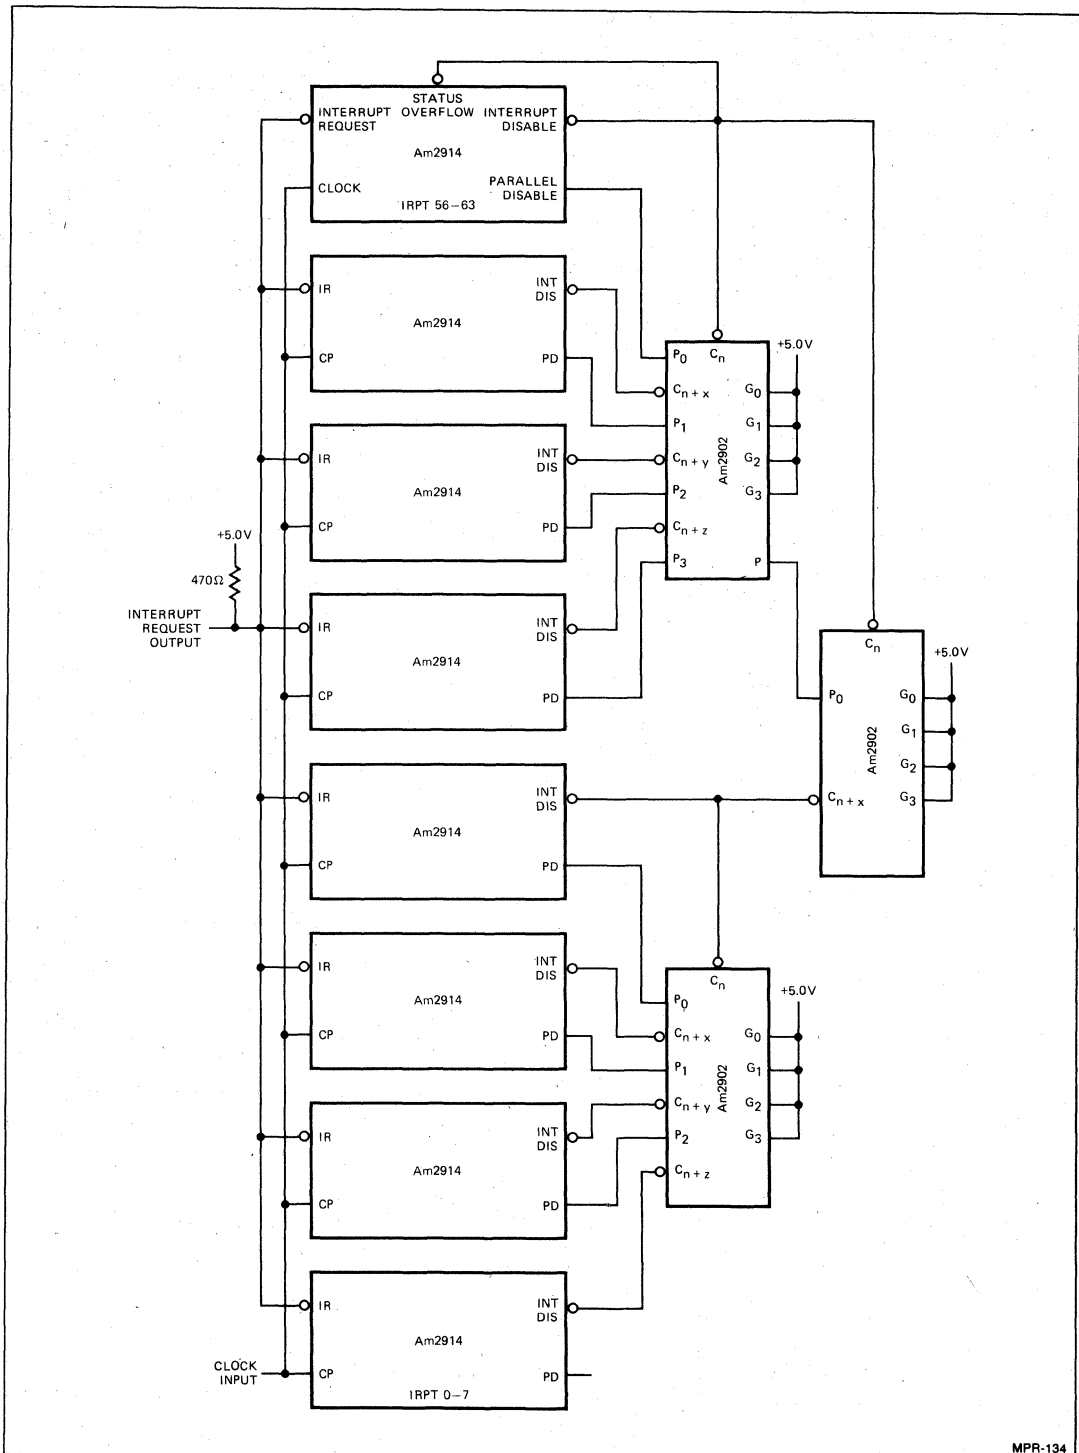 STATUS
OVERFLOW
INTERRUPT
REQUEST
INTERRUPT
DISABLE
Am2914
CLOCK
PARALLEL
DISABLE
IRPT 56–63
IR
INT
DIS
Am2914
CP
PD
IR
INT
DIS
Am2914
CP
PD
+5.0V
470Ω
INTERRUPT
REQUEST
OUTPUT
IR
INT
DIS
Am2914
CP
PD
P0
Cn
+5.0V
Cn + x
G0
P1
G1
Am2902
Cn + y
G2
P2
G3
Cn + z
P3
P
Cn
+5.0V
P0
G0
G1
Am2902
G2
Cn + x
G3
IR
INT
DIS
Am2914
CP
PD
IR
INT
DIS
Am2914
CP
PD
IR
INT
DIS
Am2914
CP
PD
Cn
+5.0V
P0
Cn + x
G0
P1
G1
Am2902
Cn + y
G2
P2
G3
Cn + z
IR
INT
DIS
Am2914
CLOCK
INPUT
CP
PD
IRPT 0–7
MPR-134